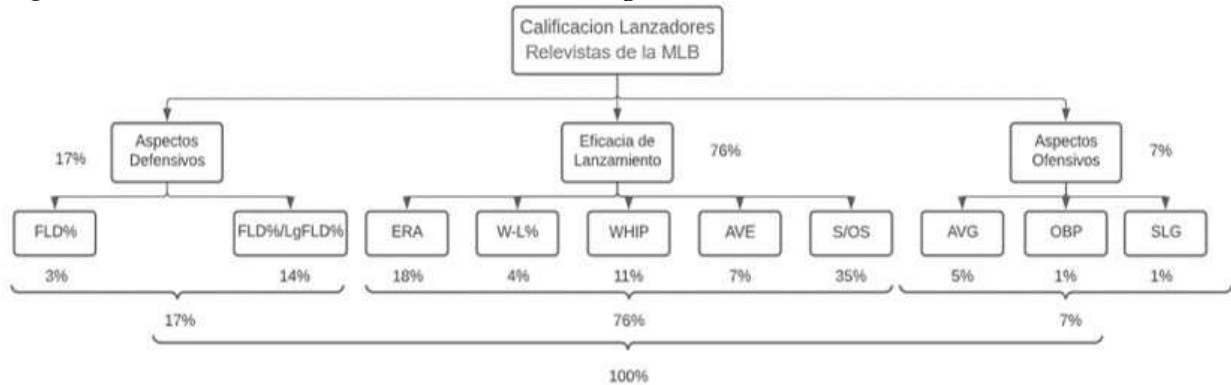 Calificacion Lanzadores
Relevistas de la MLB
17%
Aspectos
Defensivos
Eficacia de
Lanzamiento
76%
Aspectos
Ofensivos
7%
FLD%
FLD%/LgFLD%
ERA
W-L%
WHIP
AVE
S/OS
AVG
OBP
SLG
3%
14%
18%
4%
11%
7%
35%
5%
1%
1%
17%
76%
7%
100%